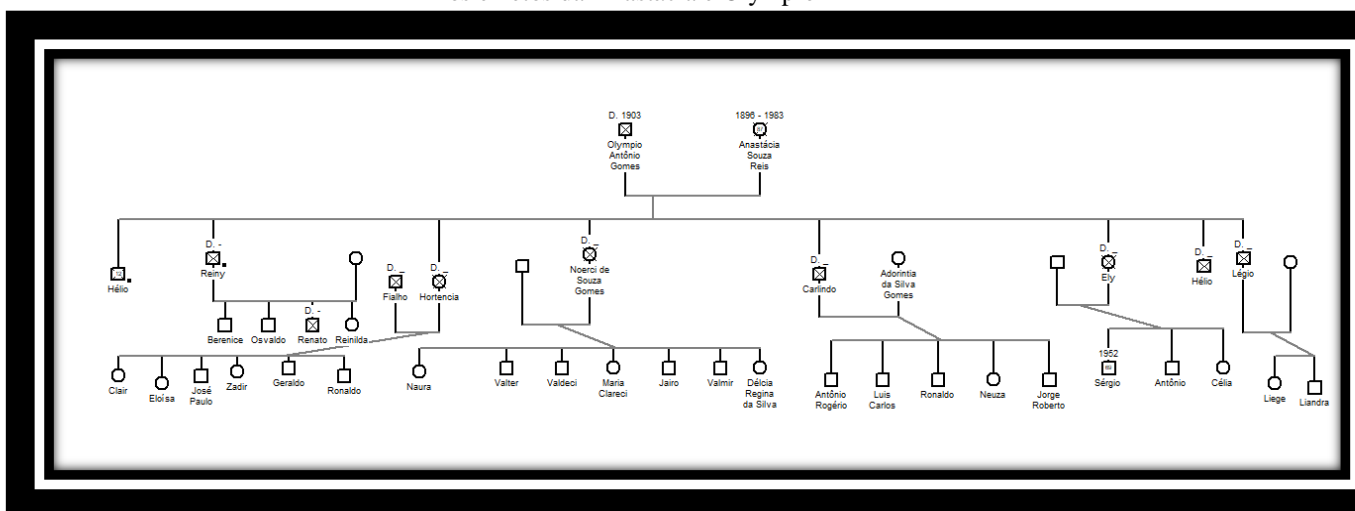 D. 1903
Olympio
Antônio
Gomes
1896 - 1983
87
Anastácia
Souza
Reis
Hélio
D. -
Reiny
D. _
Fialho
D. _
Hortencia
D. _
Noerci de
Souza
Gomes
D. _
Carlindo
Adorintia
da Silva
Gomes
D. _
Ely
D. _
Hélio
D. _
Légio
Berenice
Osvaldo
D. -
Renato
Reinilda
Clair
Eloísa
José
Paulo
Zadir
Geraldo
Ronaldo
Naura
Valter
Valdeci
Maria
Clareci
Jairo
Valmir
Délcia
Regina
da Silva
Antônio
Rogério
Luis
Carlos
Ronaldo
Neuza
Jorge
Roberto
1952
Sérgio
Antônio
Célia
Liege
Liandra